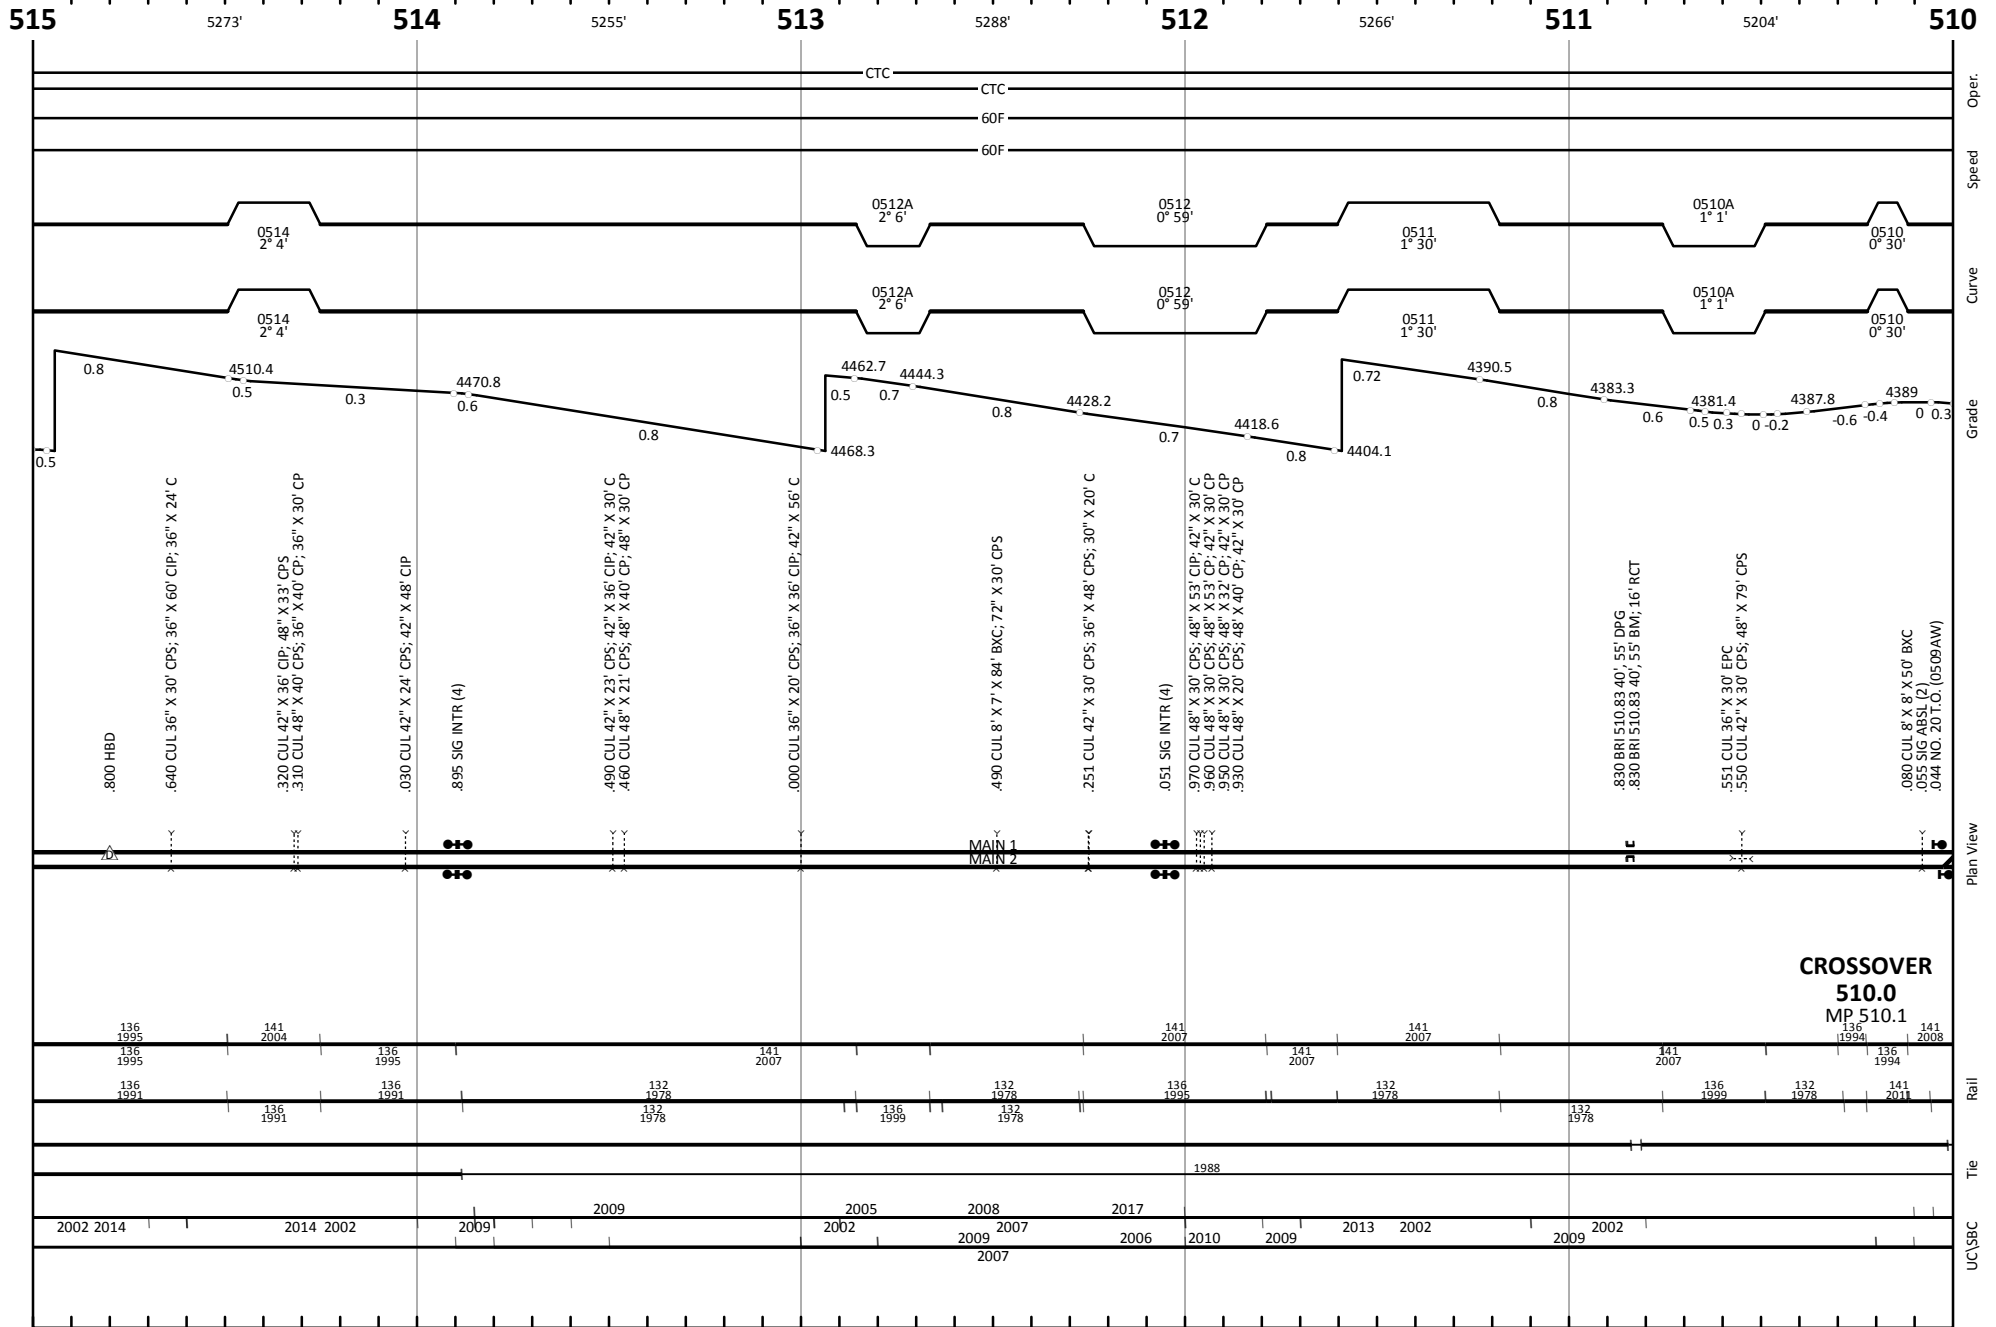 515 5273' 514 5255' 513 5288' 512 5266' 511 5204' 510
CTC
CTC
60F
60F
Oper.
Speed
0514
2° 4'
0512A
2° 6'
0512
0° 59'
0511
1° 30'
0510A
1° 1'
0510
0° 30'
Curve
0514
2° 4'
0512A
2° 6'
0512
0° 59'
0511
1° 30'
0510A
1° 1'
0510
0° 30'
Grade
0.5
0.8
4510.4
0.5
0.3
4470.8
0.6
0.8
4468.3
0.5
4462.7
0.7
4444.3
0.8
4428.2
0.7
4418.6
0.8
4404.1
0.72
4390.5
0.8
4383.3
0.6
4381.4
0.5 0.3
0 -0.2
4387.8
-0.6 -0.4
4389
0 0.3
.800 HBD
.640 CUL 36" X 30' CPS; 36" X 60' CIP; 36" X 24' C
.320 CUL 42" X 36' CIP; 48" X 33' CPS
.310 CUL 48" X 40' CPS; 36" X 40' CP; 36" X 30' CP
.030 CUL 42" X 24' CPS; 42" X 48' CIP
.895 SIG INTR (4)
.490 CUL 42" X 23' CPS; 42" X 36' CIP; 42" X 30' C
.460 CUL 48" X 21' CPS; 48" X 40' CP; 48" X 30' CP
.000 CUL 36" X 20' CPS; 36" X 36' CIP; 42" X 56' C
.490 CUL 8' X 7' X 84' BXC; 72" X 30' CPS
.251 CUL 42" X 30' CPS; 36" X 48' CPS; 30" X 20' C
.051 SIG INTR (4)
.970 CUL 48" X 30' CPS; 48" X 53' CIP; 42" X 30' C
.960 CUL 48" X 30' CPS; 48" X 53' CP; 42" X 30' CP
.950 CUL 48" X 30' CPS; 48" X 32' CP; 42" X 30' CP
.930 CUL 48" X 20' CPS; 48' X 40' CP; 42" X 30' CP
.830 BRI 510.83 40', 55' DPG
.830 BRI 510.83 40', 55' BM; 16' RCT
.551 CUL 36" X 30' EPC
.550 CUL 42" X 30' CPS; 48" X 79' CPS
.080 CUL 8' X 8' X 50' BXC
.055 SIG ABSL (2)
.044 NO. 20 T.O. (0509AW)
D
MAIN 1
MAIN 2
Plan View
CROSSOVER
510.0
MP 510.1
136 141 141 141 136 141
1995 2004 2007 2007 1994 2008
136 136 141 141 141 136
1995 1995 2007 2007 2007 1994
136 136 132 132 136 132 136 132 141
1991 1991 1978 1978 1995 1978 1999 1978 2011
136 132 136 132 132
1991 1978 1999 1978 1978
Rail
1988
Tie
2009 2005 2008 2017
2002 2014 2014 2002 2009 2002 2007 2013 2002 2002
2009 2006 2010 2009 2009
2007
UC\SBC